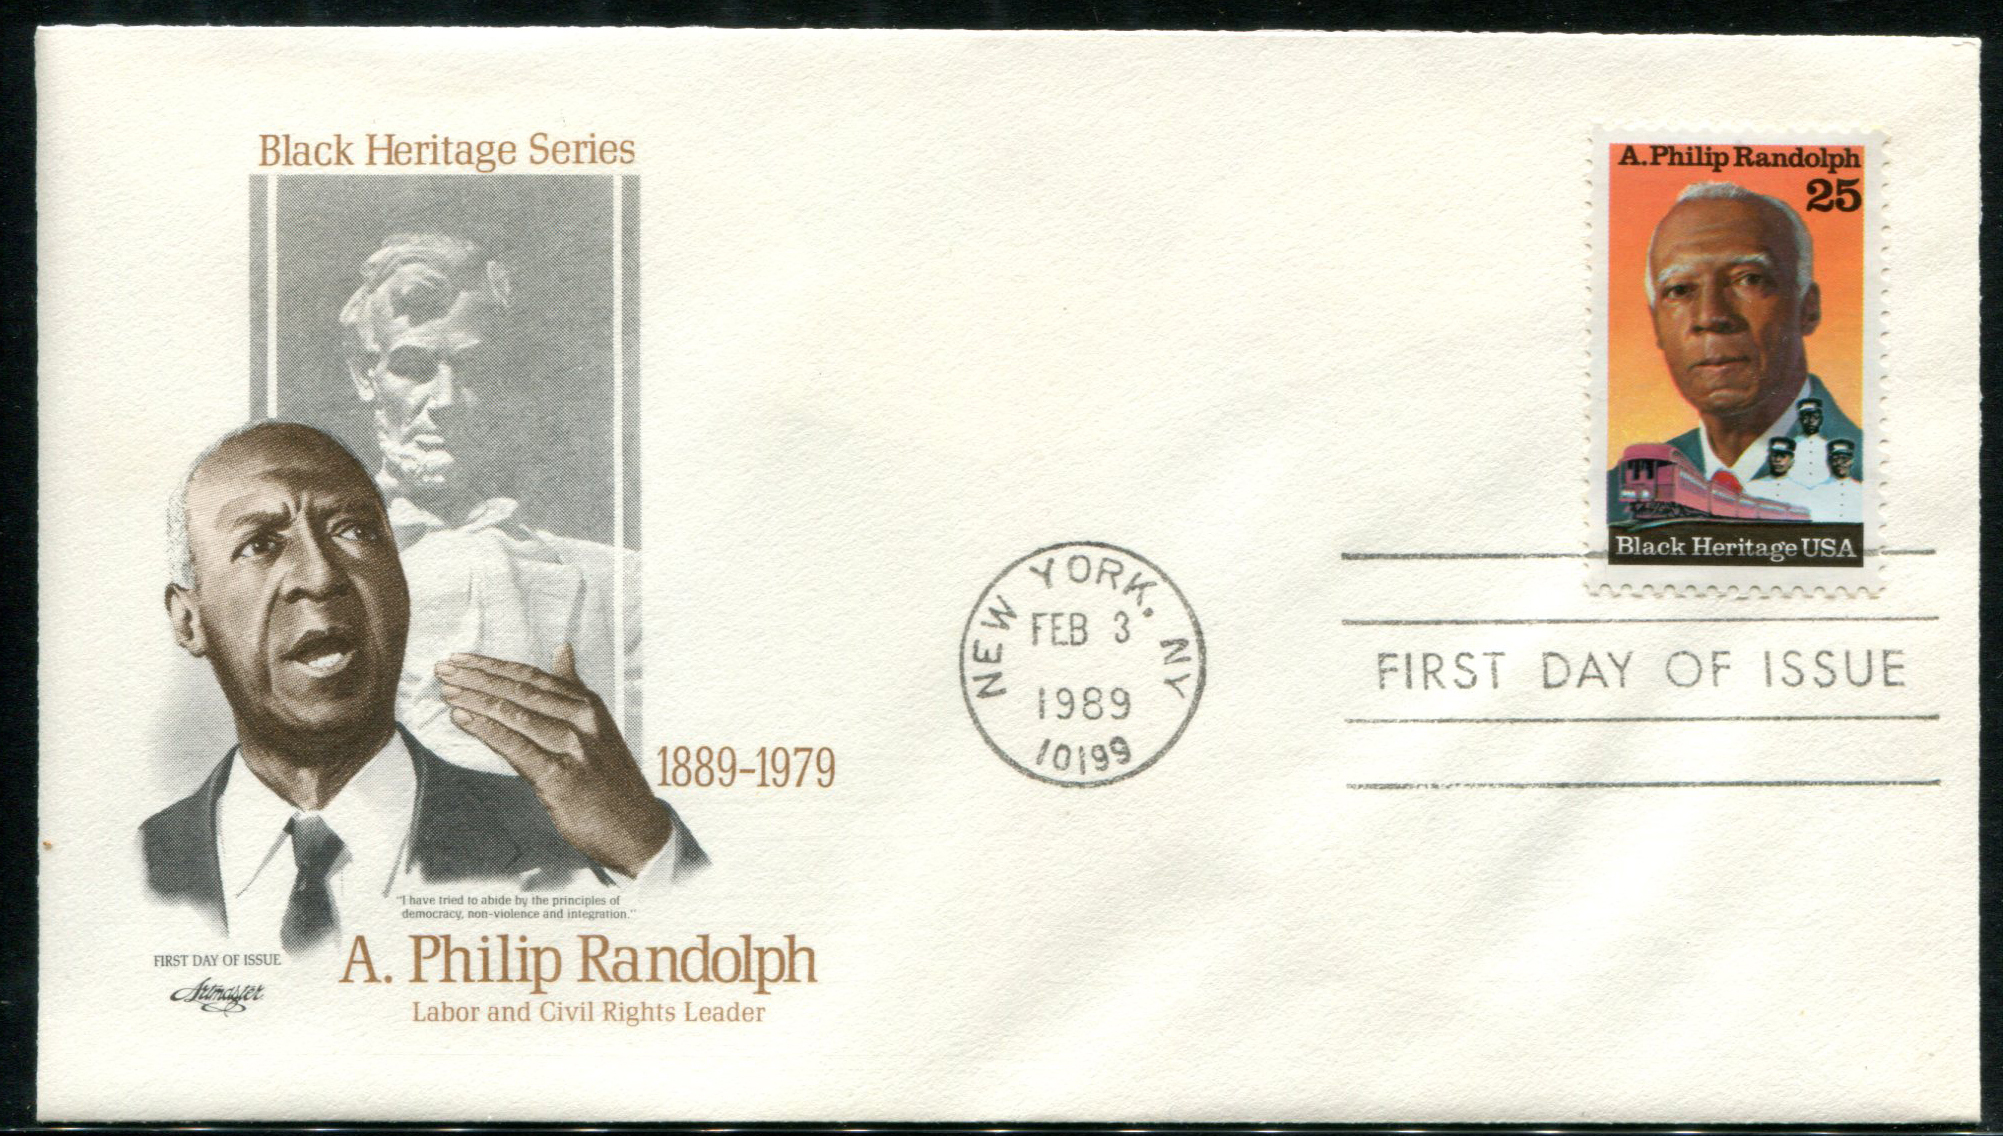 Black Heritage Series
1889-1979
"I have tried to abide by the principles of
democracy, non-violence and integration."
FIRST DAY OF ISSUE
Artmaster
A. Philip Randolph
Labor and Civil Rights Leader
NEW YORK, NY
FEB 3
1989
10199
A. Philip Randolph
25
Black Heritage USA
FIRST DAY OF ISSUE